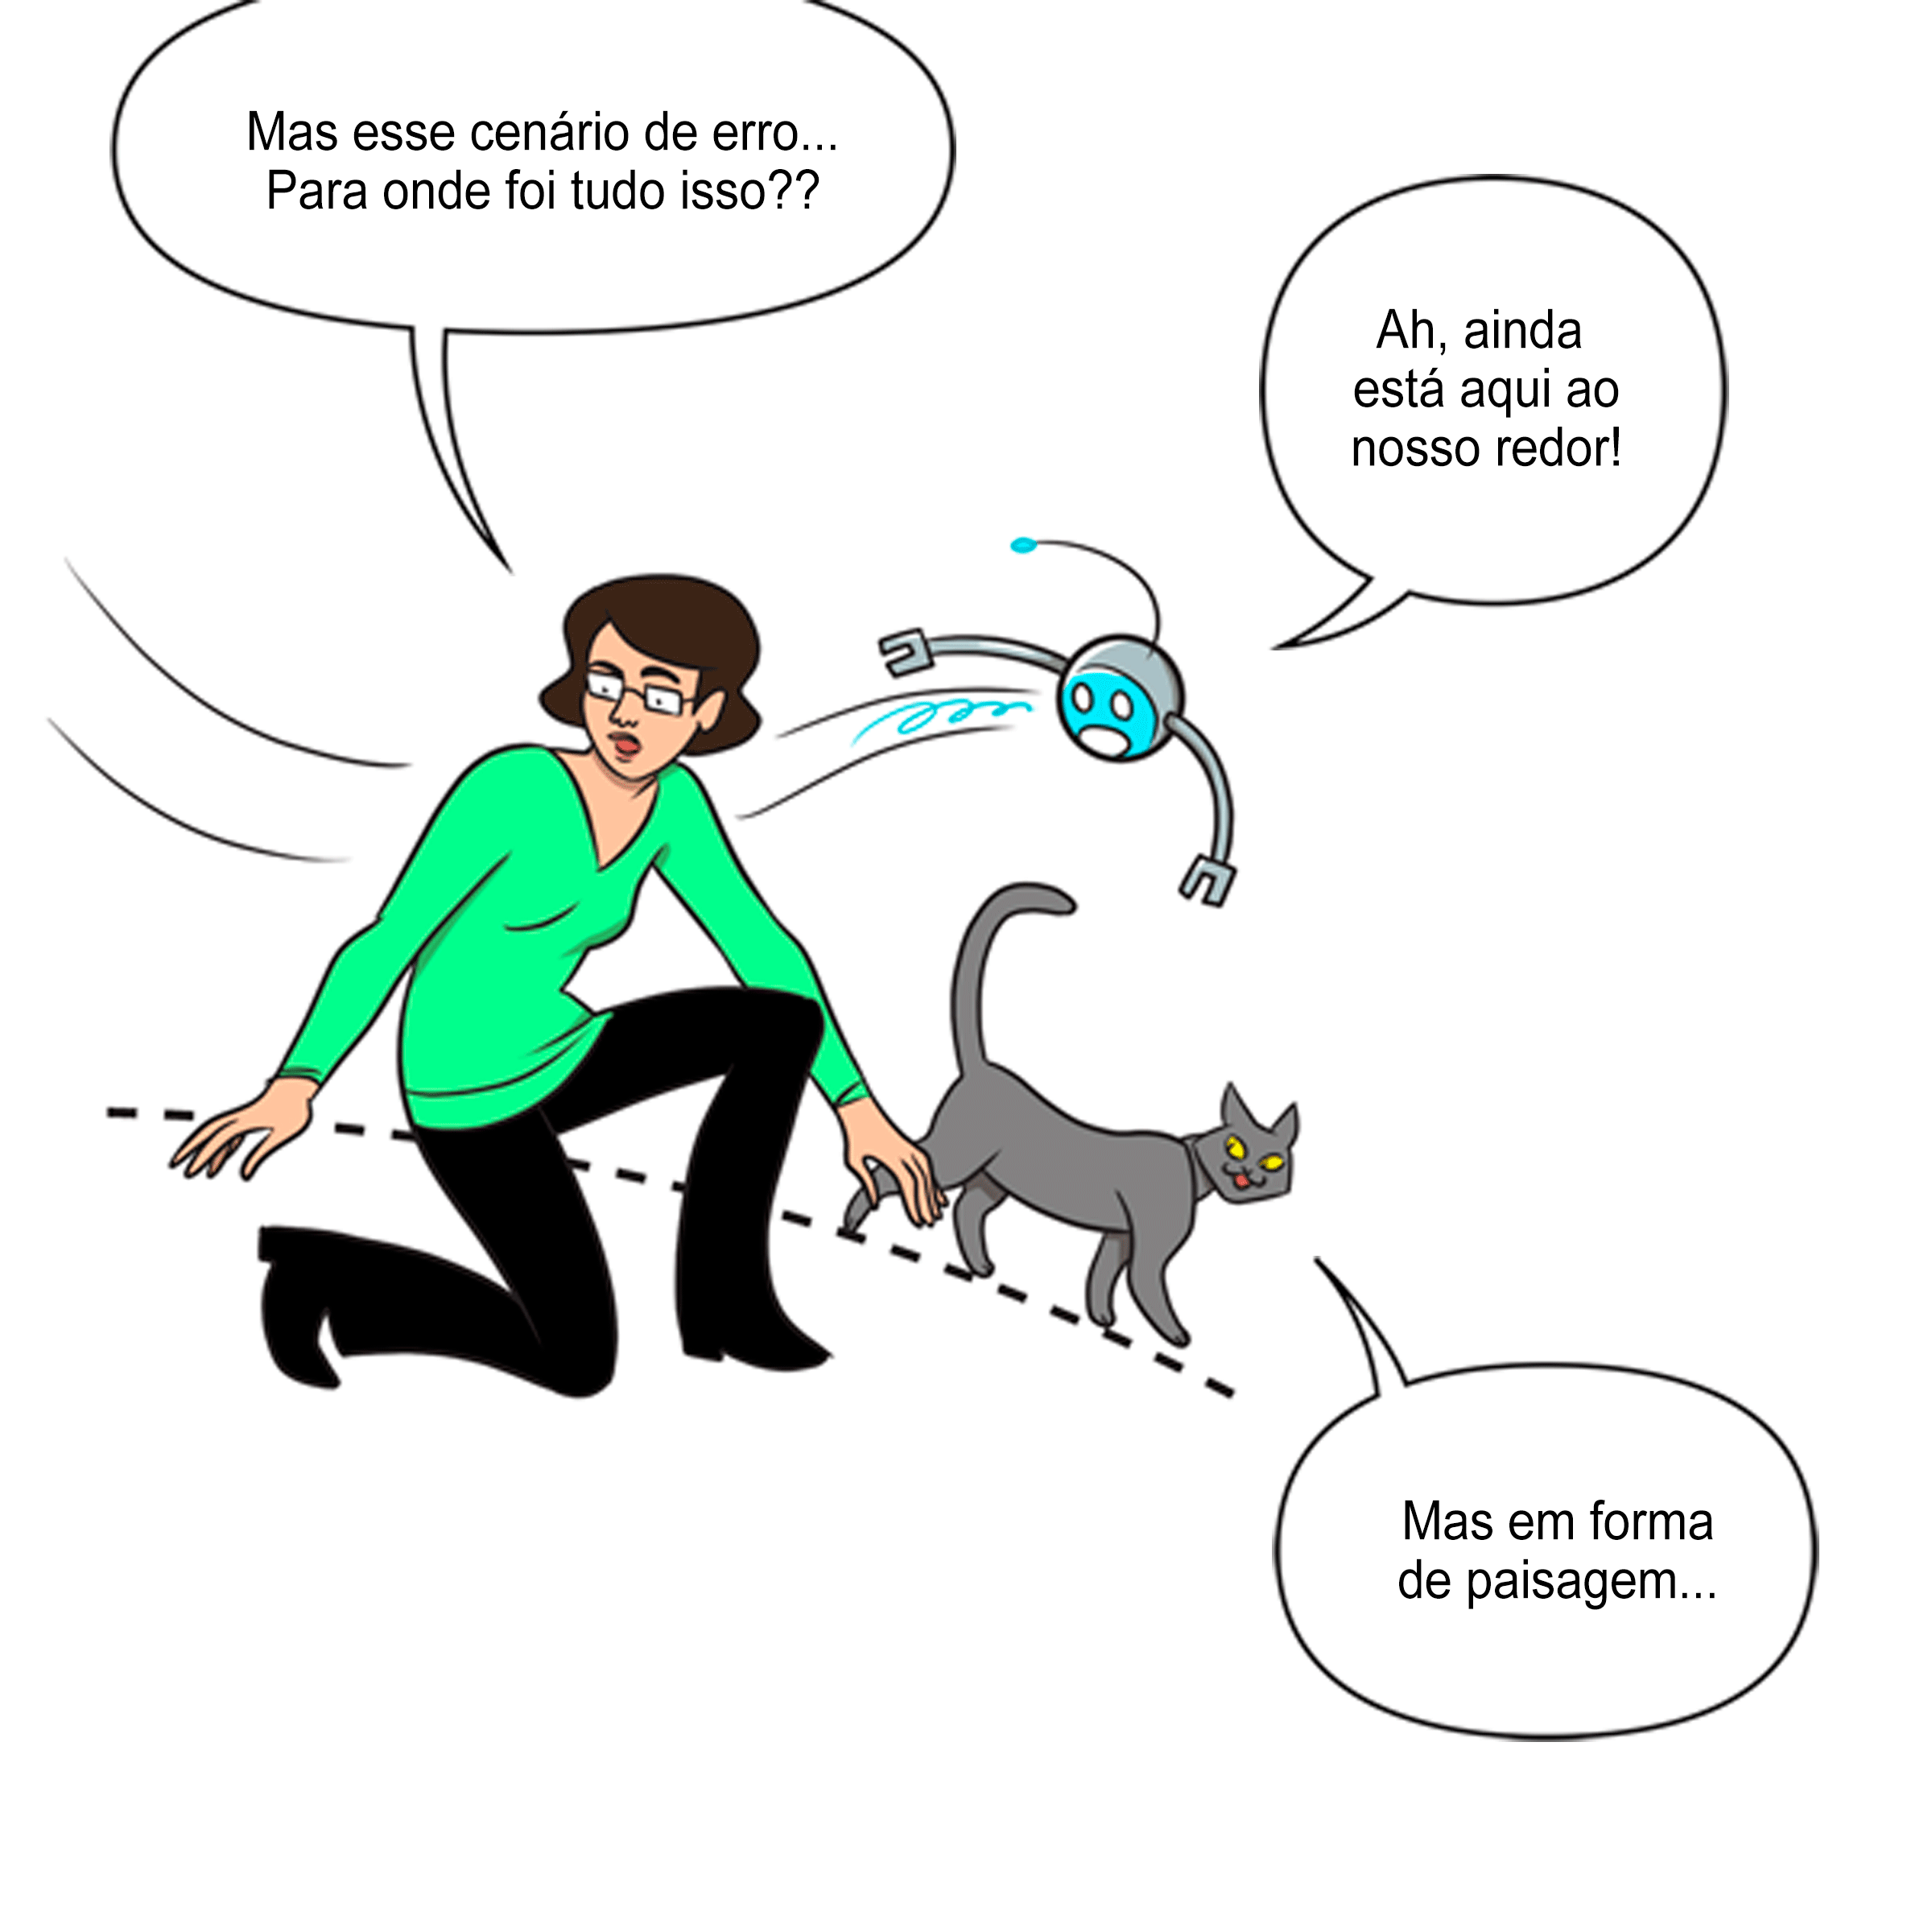 Mas esse cenário de erro...
Para onde foi tudo isso??
Ah, ainda
está aqui ao
nosso redor!
Mas em forma
de paisagem...